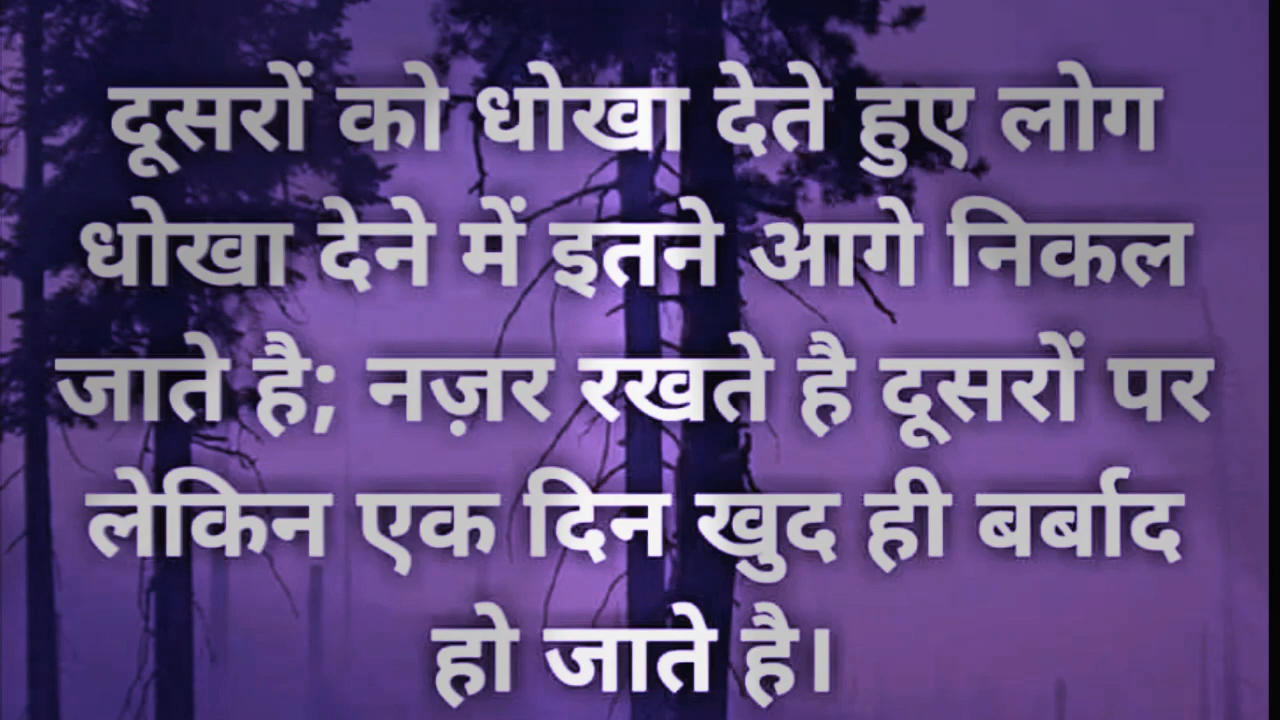 दूसरों को धोखा देते हुए लोग
धोखा देने में इतने आगे निकल
जाते है; नज़र रखते है दूसरों पर
लेकिन एक दिन खुद ही बर्बाद
हो जाते है।